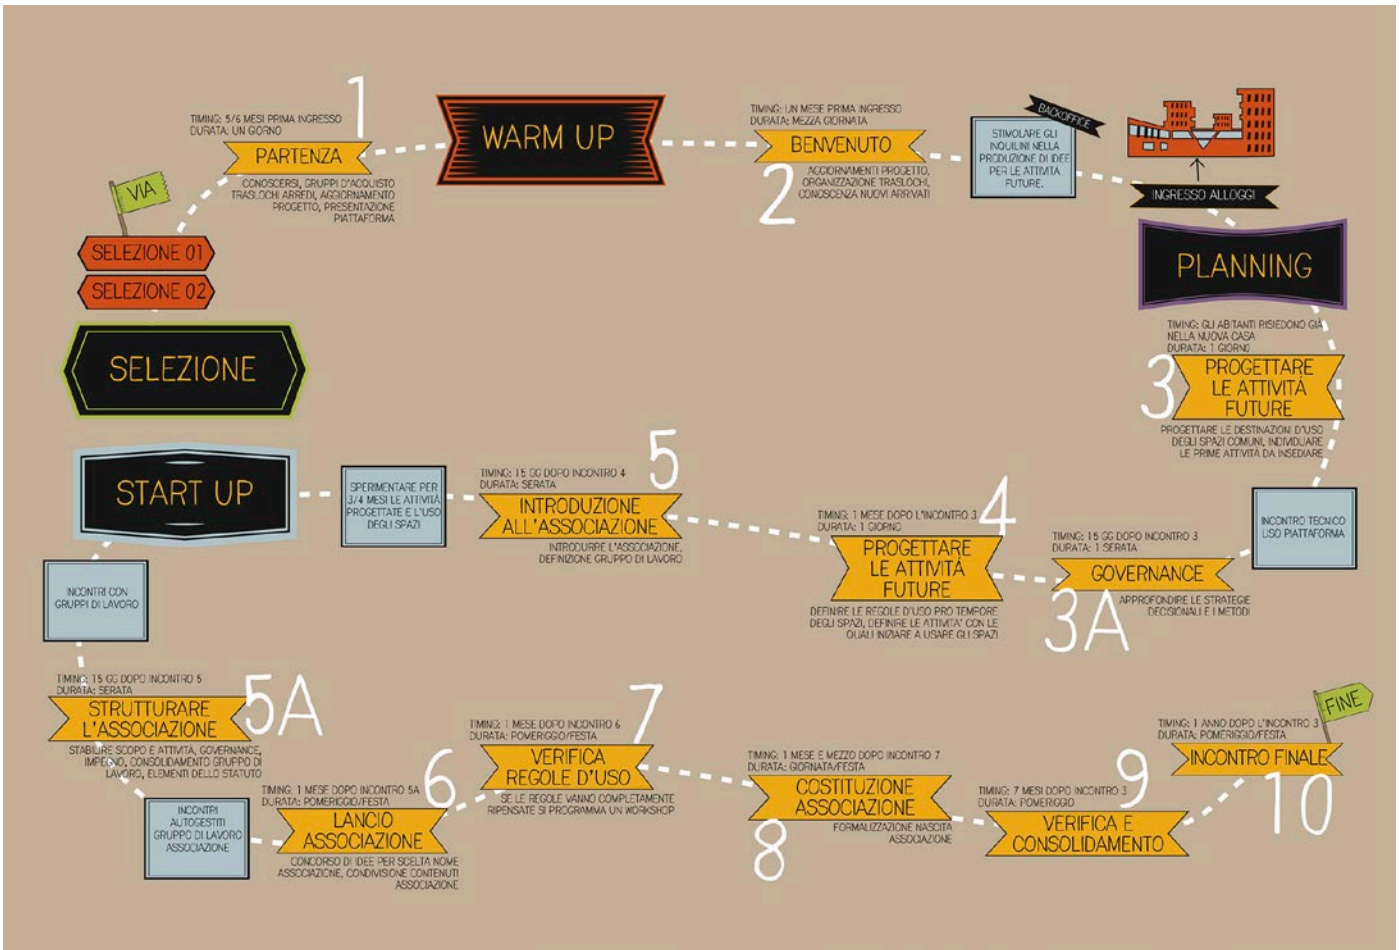 VIA
SELEZIONE 01
SELEZIONE 02
SELEZIONE
1
TIMING: 5/6 MESI PRIMA INGRESSO
DURATA: UN GIORNO
PARTENZA
CONOSCERSI, GRUPPI D'ACQUISTO
TRASLOCHI ARREDI, AGGIORNAMENTO
PROGETTO, PRESENTAZIONE
PIATTAFORMA
WARM UP
TIMING: UN MESE PRIMA INGRESSO
DURATA: MEZZA GIORNATA
BENVENUTO
2
AGGIORNAMENTI PROGETTO,
ORGANIZZAZIONE TRASLOCHI,
CONOSCENZA NUOVI ARRIVATI
BACKOFFICE
STIMOLARE GLI
INQUILINI NELLA
PRODUZIONE DI IDEE
PER LE ATTIVITÀ
FUTURE.
INGRESSO ALLOGGI
PLANNING
TIMING: GLI ABITANTI RISIEDONO GIÀ
NELLA NUOVA CASA
DURATA: 1 GIORNO
3
PROGETTARE
LE ATTIVITÀ
FUTURE
PROGETTARE LE DESTINAZIONI D'USO
DEGLI SPAZI COMUNI, INDIVIDUARE
LE PRIME ATTIVITÀ DA INSEDIARE
INCONTRO TECNICO
USO PIATTAFORMA
TIMING: 15 GG DOPO INCONTRO 3
DURATA: 1 SERATA
GOVERNANCE
3A
APPROFONDIRE LE STRATEGIE
DECISIONALI E I METODI
4
TIMING: 1 MESE DOPO L'INCONTRO 3
DURATA: 1 GIORNO
PROGETTARE
LE ATTIVITÀ
FUTURE
DEFINIRE LE REGOLE D'USO PRO TEMPORE
DEGLI SPAZI, DEFINIRE LE ATTIVITA' CON LE
QUALI INIZIARE A USARE GLI SPAZI
5
TIMING: 15 GG DOPO INCONTRO 4
DURATA: SERATA
INTRODUZIONE
ALL'ASSOCIAZIONE
INTRODURRE L'ASSOCIAZIONE,
DEFINIZIONE GRUPPO DI LAVORO
SPERIMENTARE PER
3/4 MESI LE ATTIVITÀ
PROGETTATE E L'USO
DEGLI SPAZI
START UP
INCONTRI CON
GRUPPI DI LAVORO
TIMING: 15 GG DOPO INCONTRO 5
DURATA: SERATA
5A
STRUTTURARE
L'ASSOCIAZIONE
STABILIRE SCOPO E ATTIVITÀ, GOVERNANCE,
IMPEGNO, CONSOLIDAMENTO GRUPPO DI
LAVORO, ELEMENTI DELLO STATUTO
INCONTRI
AUTOGESTITI
GRUPPO DI LAVORO
ASSOCIAZIONE
TIMING: 1 MESE DOPO INCONTRO 5A
DURATA: POMERIGGIO/FESTA
6
LANCIO
ASSOCIAZIONE
CONCORSO DI IDEE PER SCELTA NOME
ASSOCIAZIONE, CONDIVISIONE CONTENUTI
ASSOCIAZIONE
7
TIMING: 1 MESE DOPO INCONTRO 6
DURATA: POMERIGGIO/FESTA
VERIFICA
REGOLE D'USO
SE LE REGOLE VANNO COMPLETAMENTE
RIPENSATE SI PROGRAMMA UN WORKSHOP
TIMING: 1 MESE E MEZZO DOPO INCONTRO 7
DURATA: GIORNATA/FESTA
COSTITUZIONE
ASSOCIAZIONE
8
FORMALIZZAZIONE NASCITA
ASSOCIAZIONE
9
TIMING: 7 MESI DOPO INCONTRO 3
DURATA: POMERIGGIO
VERIFICA E
CONSOLIDAMENTO
FINE
TIMING: 1 ANNO DOPO L'INCONTRO 3
DURATA: POMERIGGIO/FESTA
INCONTRO FINALE
10